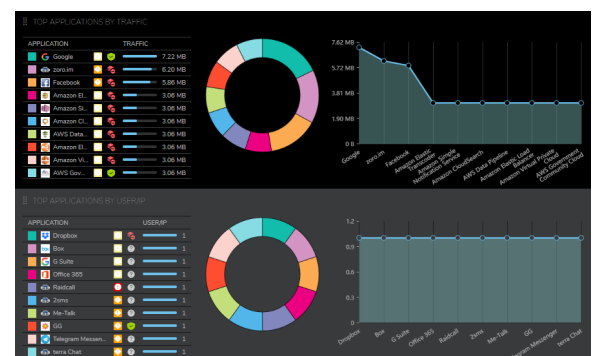 TOP APPLICATIONS BY TRAFFIC
APPLICATION TRAFFIC
Google 7.22 MB
zoro.im 6.20 MB
Facebook 5.86 MB
Amazon El... 3.06 MB
Amazon Si... 3.06 MB
Amazon Cl... 3.06 MB
AWS Data... 3.06 MB
Amazon El... 3.06 MB
Amazon Vi... 3.06 MB
AWS Gov... 3.06 MB
7.62 MB
5.72 MB
3.81 MB
1.90 MB
0 B
Google
zoro.im
Facebook
Amazon Elastic
Transcoder
Amazon Simple
Notification Service
Amazon CloudSearch
AWS Data Pipeline
Amazon Elastic Load
Balancer
Amazon Virtual Private
Cloud
AWS Government
Community Cloud
TOP APPLICATIONS BY USER/IP
APPLICATION USER/IP
Dropbox 1
Box 1
G Suite 1
Office 365 1
Raidcall 1
2sms 1
Me-Talk 1
GG 1
Telegram Messen... 1
terra Chat 1
1.2
0.9
0.6
0.3
0
Dropbox
Box
G Suite
Office 365
Raidcall
2sms
Me-Talk
GG
legram Messenger
terra Chat